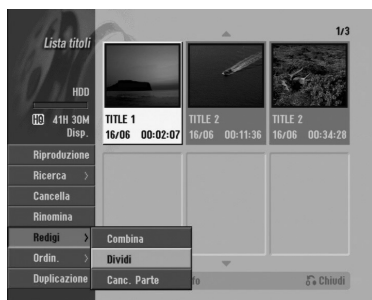 Lista titoli
1/3
HDD
HQ 41H 30M
Disp.
TITLE 1
16/06 00:02:07
TITLE 2
16/06 00:11:36
TITLE 2
16/06 00:34:28
Riproduzione
Ricerca >
Cancella
Rinomina
Redigi >
Ordin. >
Duplicazione
Combina
Dividi
Canc. Parte
fo
Chiudi